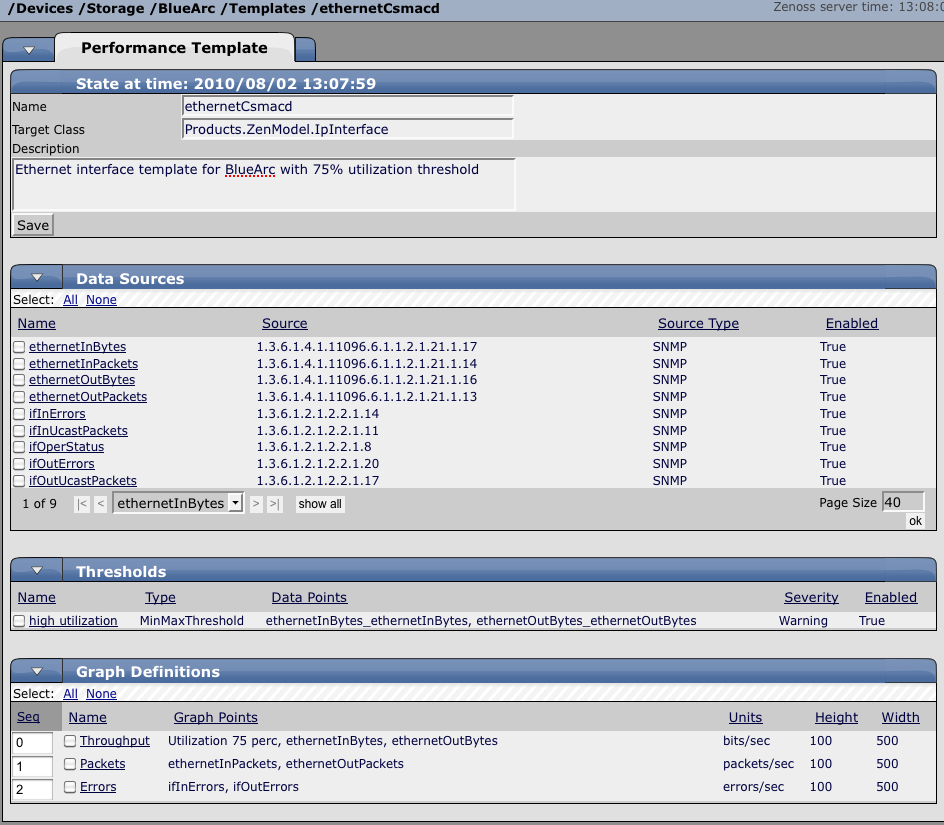 /Devices /Storage /BlueArc /Templates /ethernetCsmacd
Zenoss server time: 13:08:
Performance Template
State at time: 2010/08/02 13:07:59
Name ethernetCsmacd
Target Class Products.ZenModel.IpInterface
Description
Ethernet interface template for BlueArc with 75% utilization threshold
Save
Data Sources
Select: All None
Name Source Source Type Enabled
ethernetInBytes 1.3.6.1.4.1.11096.6.1.1.2.1.21.1.17 SNMP True
ethernetInPackets 1.3.6.1.4.1.11096.6.1.1.2.1.21.1.14 SNMP True
ethernetOutBytes 1.3.6.1.4.1.11096.6.1.1.2.1.21.1.16 SNMP True
ethernetOutPackets 1.3.6.1.4.1.11096.6.1.1.2.1.21.1.13 SNMP True
ifInErrors 1.3.6.1.2.1.2.2.1.14 SNMP True
ifInUcastPackets 1.3.6.1.2.1.2.2.1.11 SNMP True
ifOperStatus 1.3.6.1.2.1.2.2.1.8 SNMP True
ifOutErrors 1.3.6.1.2.1.2.2.1.20 SNMP True
ifOutUcastPackets 1.3.6.1.2.1.2.2.1.17 SNMP True
1 of 9 |< < ethernetInBytes > >| show all Page Size 40
ok
Thresholds
Name Type Data Points Severity Enabled
high utilization MinMaxThreshold ethernetInBytes_ethernetInBytes, ethernetOutBytes_ethernetOutBytes Warning True
Graph Definitions
Select: All None
Seq Name Graph Points Units Height Width
0 Throughput Utilization 75 perc, ethernetInBytes, ethernetOutBytes bits/sec 100 500
1 Packets ethernetInPackets, ethernetOutPackets packets/sec 100 500
2 Errors ifInErrors, ifOutErrors errors/sec 100 500